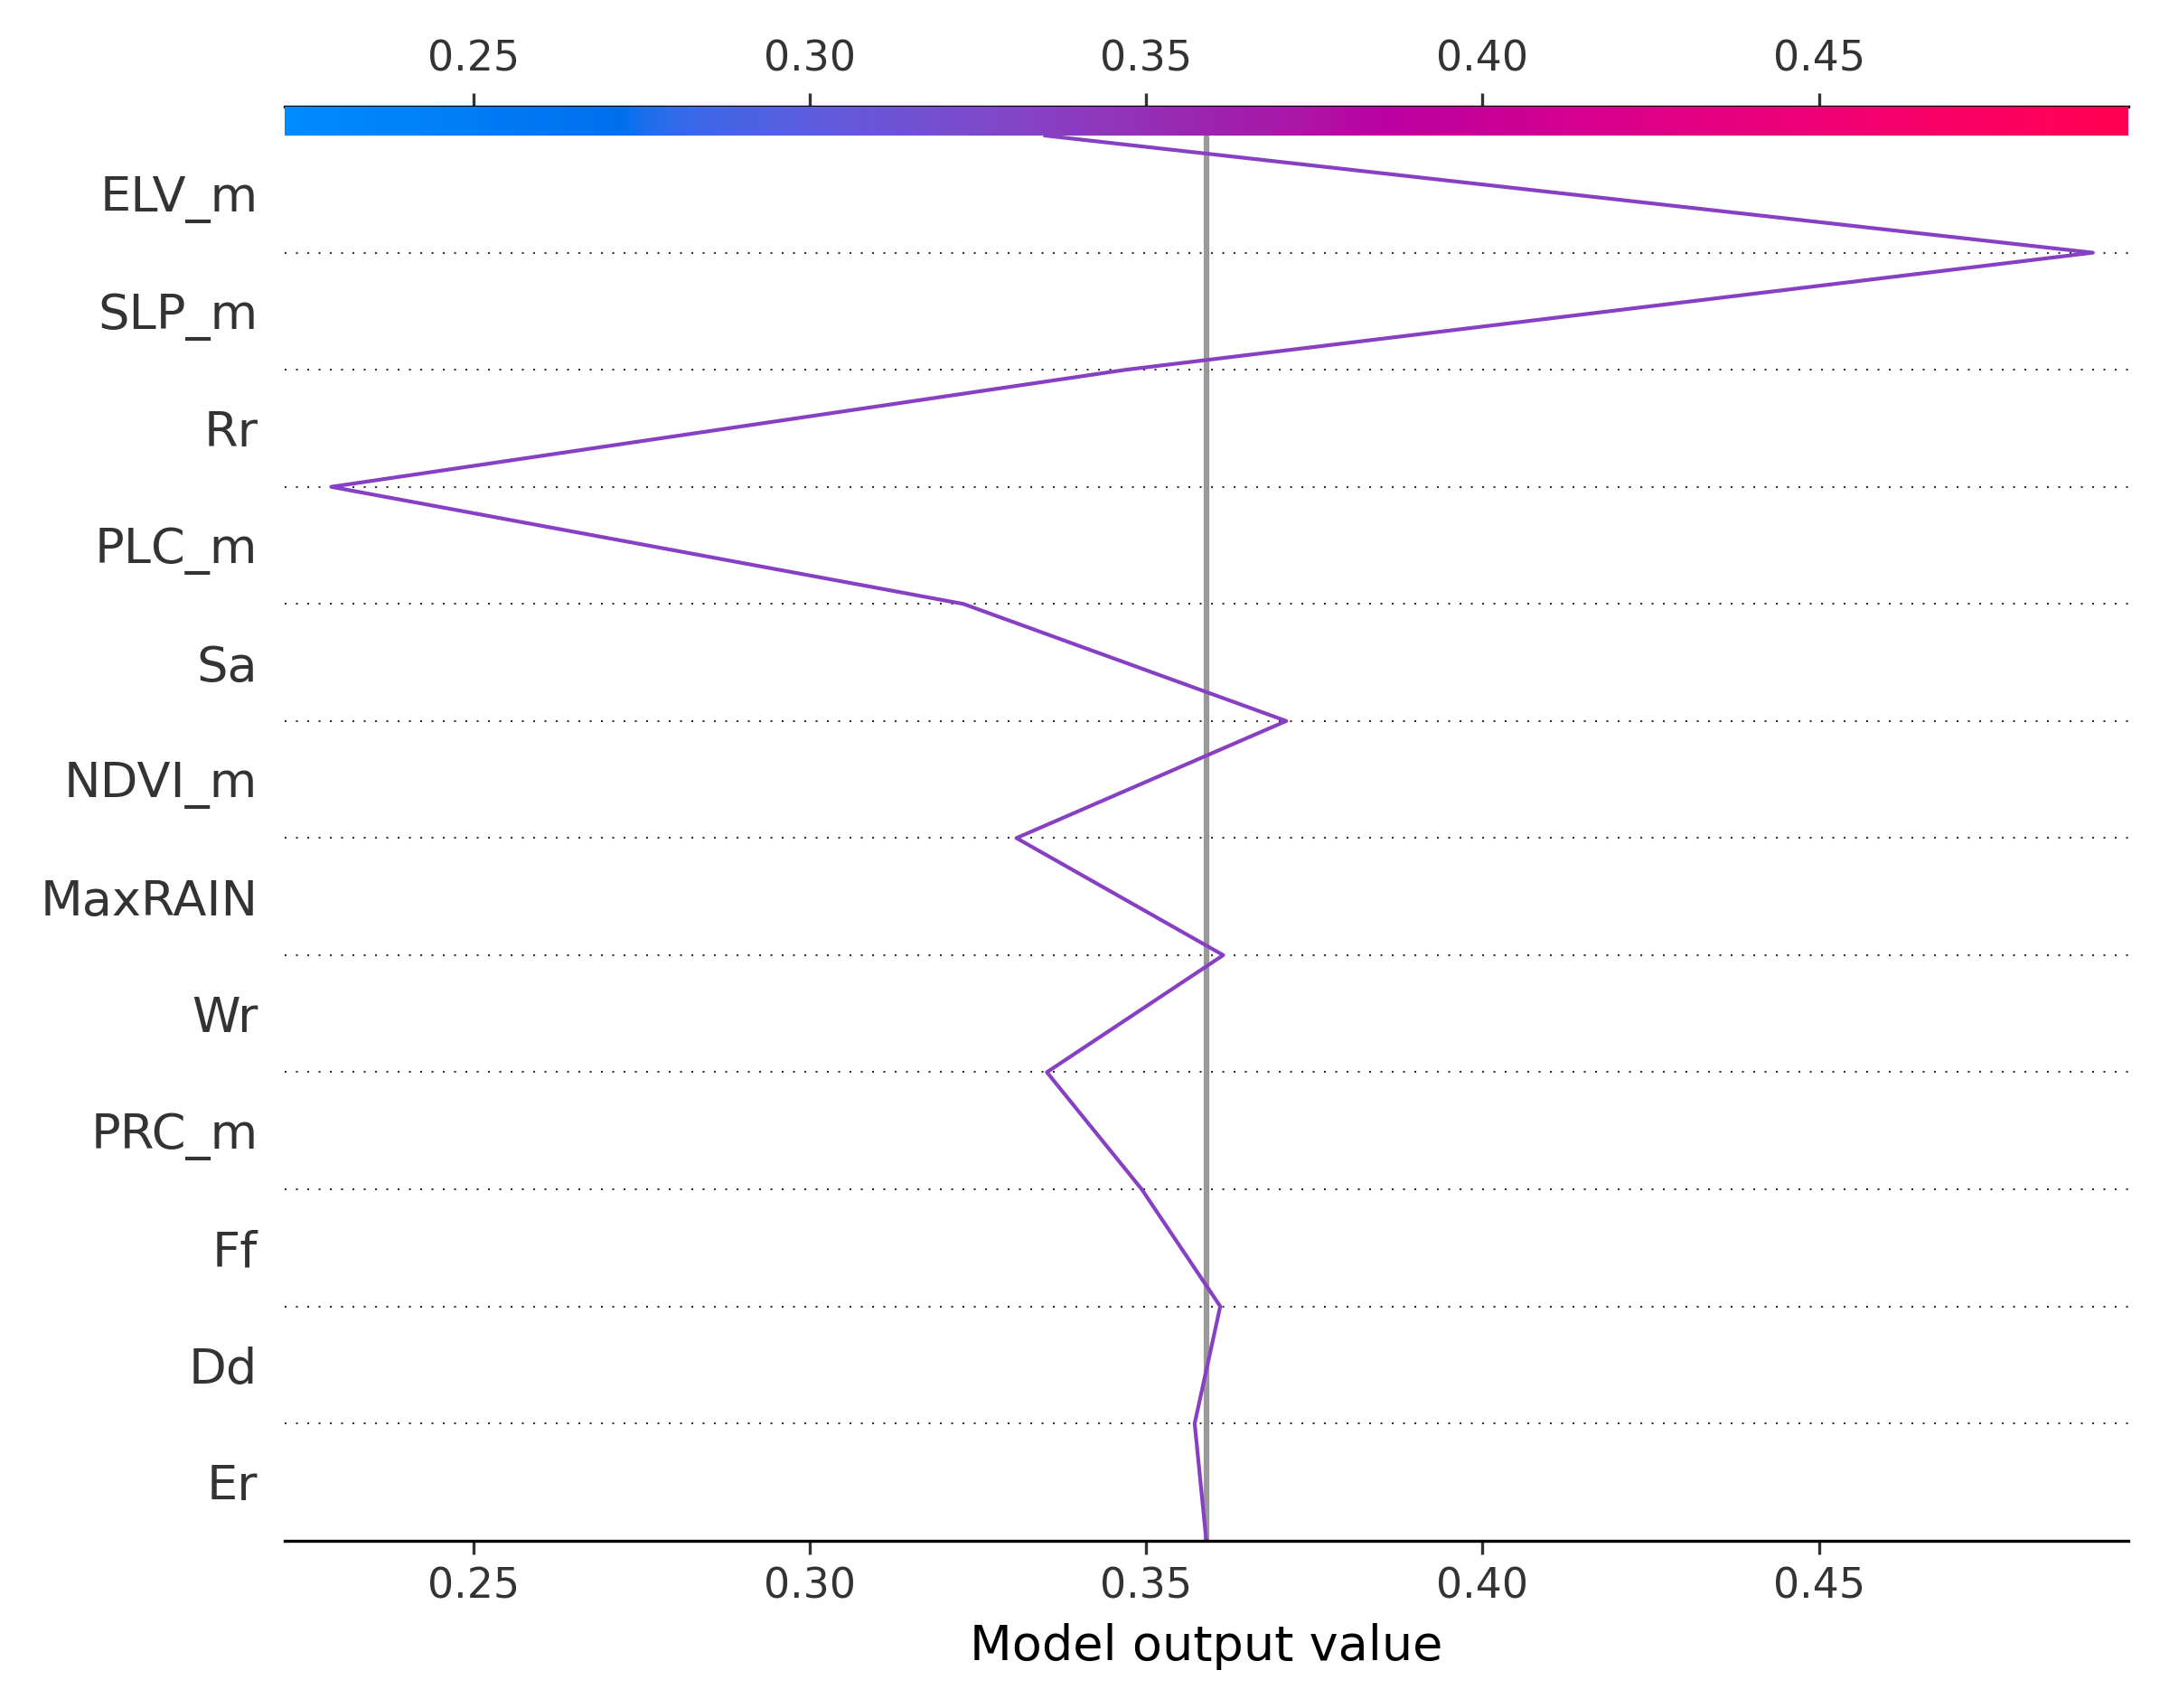 0.25 0.30 0.35 0.40 0.45
ELV_m
SLP_m
Rr
PLC_m
Sa
NDVI_m
MaxRAIN
Wr
PRC_m
Ff
Dd
Er
0.25 0.30 0.35 0.40 0.45
Model output value